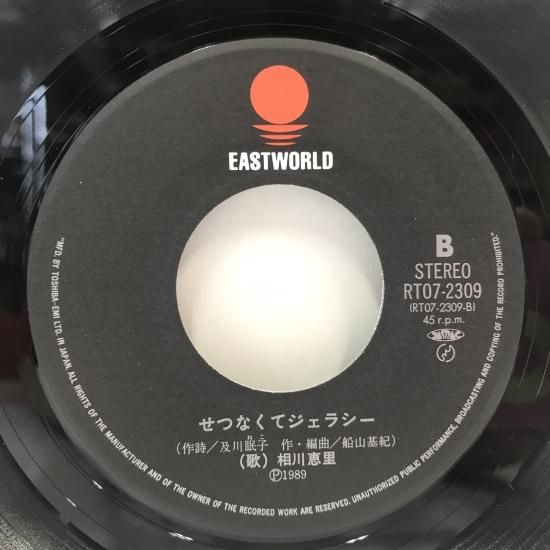 EASTWORLD
B
STEREO
RT07-2309
(RT07-2309-B)
45 r.p.m.
せつなくてジェラシー
(作詩/及川眠子 作・編曲/船山基紀)
(歌) 相川恵里
Ⓟ1989
"MFD. BY TOSHIBA-EMI LTD. IN JAPAN. ALL RIGHTS OF THE MANUFACTURER AND OF THE OWNER OF THE RECORDED WORK ARE RESERVED. UNAUTHORIZED PUBLIC PERFORMANCE, BROADCASTING AND COPYING OF THE RECORD PROHIBITED."